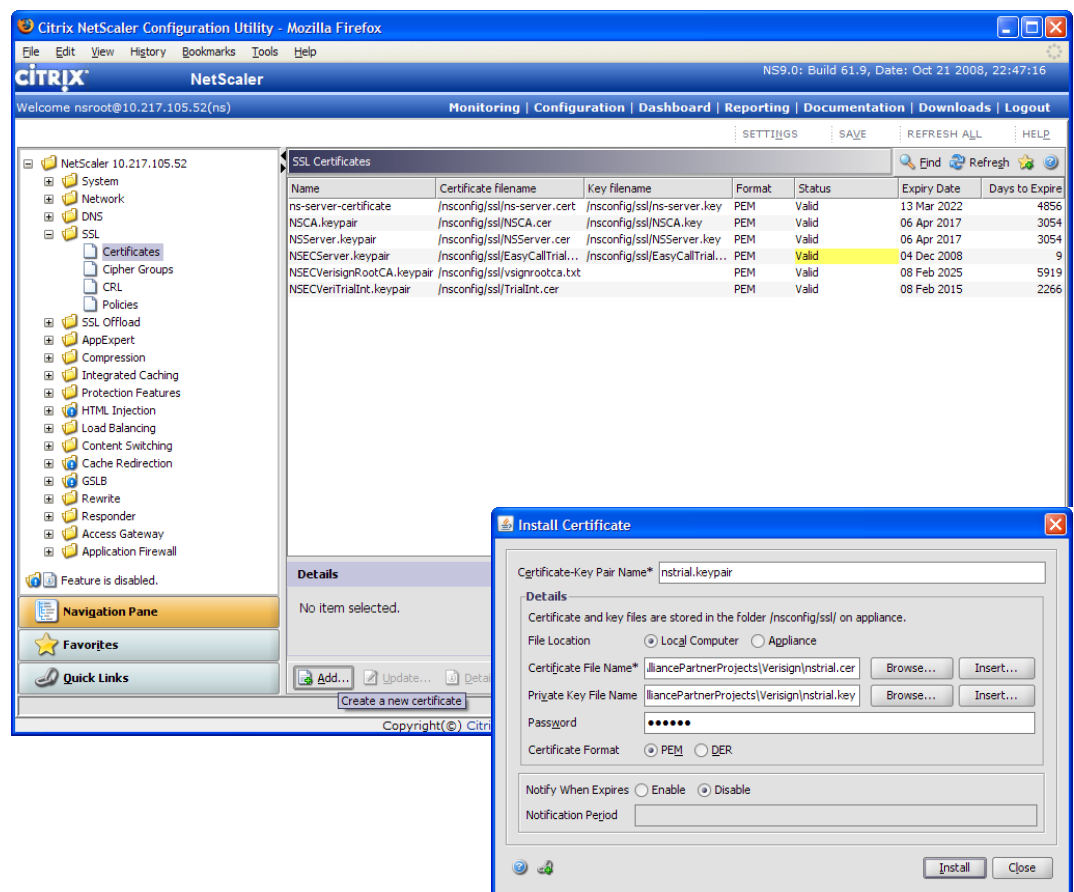 Citrix NetScaler Configuration Utility - Mozilla Firefox
File Edit View History Bookmarks Tools Help
CİTRIX NetScaler NS9.0: Build 61.9, Date: Oct 21 2008, 22:47:16
Welcome nsroot@10.217.105.52(ns) Monitoring | Configuration | Dashboard | Reporting | Documentation | Downloads | Logout
SETTINGS SAVE REFRESH ALL HELP
NetScaler 10.217.105.52
System
Network
DNS
SSL
Certificates
Cipher Groups
CRL
Policies
SSL Offload
AppExpert
Compression
Integrated Caching
Protection Features
HTML Injection
Load Balancing
Content Switching
Cache Redirection
GSLB
Rewrite
Responder
Access Gateway
Application Firewall
Feature is disabled.
Navigation Pane
Favorites
Quick Links
SSL Certificates Find Refresh
Name Certificate filename Key filename Format Status Expiry Date Days to Expire
ns-server-certificate /nsconfig/ssl/ns-server.cert /nsconfig/ssl/ns-server.key PEM Valid 13 Mar 2022 4856
NSCA.keypair /nsconfig/ssl/NSCA.cer /nsconfig/ssl/NSCA.key PEM Valid 06 Apr 2017 3054
NSServer.keypair /nsconfig/ssl/NSServer.cer /nsconfig/ssl/NSServer.key PEM Valid 06 Apr 2017 3054
NSECServer.keypair /nsconfig/ssl/EasyCallTrial... /nsconfig/ssl/EasyCallTrial... PEM Valid 04 Dec 2008 9
NSECVerisignRootCA.keypair /nsconfig/ssl/vsignrootca.txt PEM Valid 08 Feb 2025 5919
NSECVeriTrialInt.keypair /nsconfig/ssl/TrialInt.cer PEM Valid 08 Feb 2015 2266
Details
No item selected.
Add... Update... Detai
Create a new certificate
Copyright(©) Citri
Install Certificate
Certificate-Key Pair Name* nstrial.keypair
Details
Certificate and key files are stored in the folder /nsconfig/ssl/ on appliance.
File Location Local Computer Appliance
Certificate File Name* lliancePartnerProjects\Verisign\nstrial.cer Browse... Insert...
Private Key File Name lliancePartnerProjects\Verisign\nstrial.key Browse... Insert...
Password ••••••
Certificate Format PEM DER
Notify When Expires Enable Disable
Notification Period
Install Close